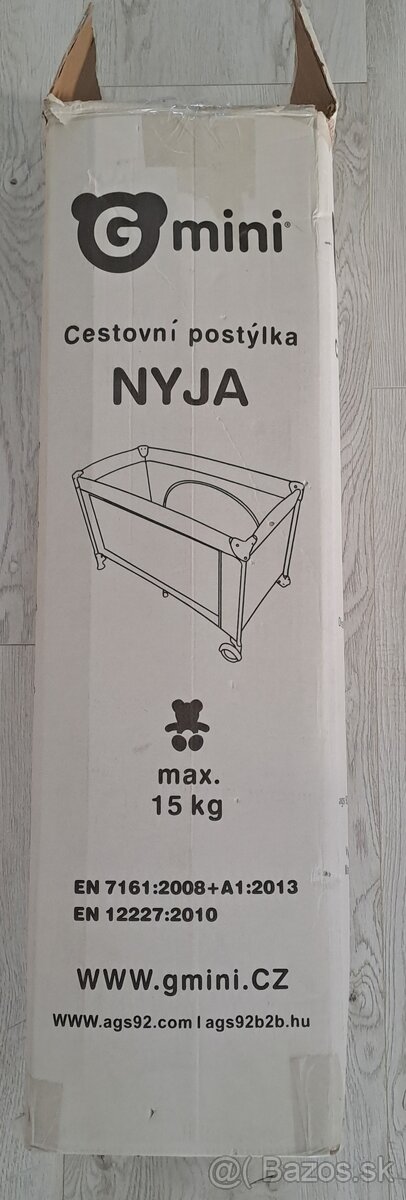 G mini®
Cestovní postýlka
NYJA
max.
15 kg
EN 7161:2008+A1:2013
EN 12227:2010
WWW.gmini.CZ
WWW.ags92.com | ags92b2b.hu
@( Bazos.sk